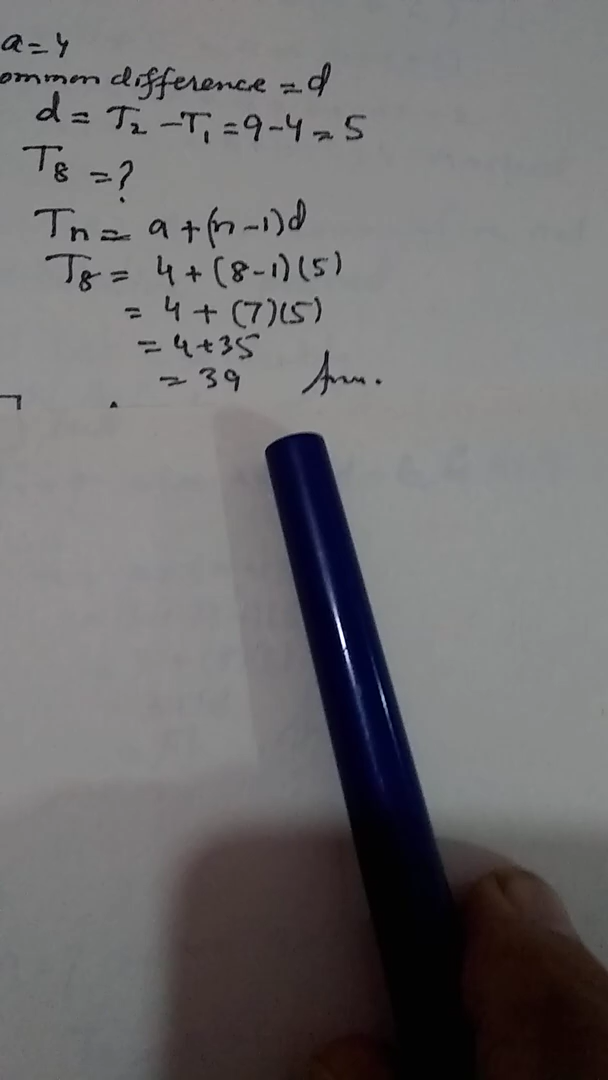 a = 4
ommon difference = d
d = T₂ - T₁ = 9 - 4 = 5
T₈ = ?
Tn = a + (n-1)d
T₈ = 4 + (8-1)(5)
= 4 + (7)(5)
= 4+35
= 39 Ans.